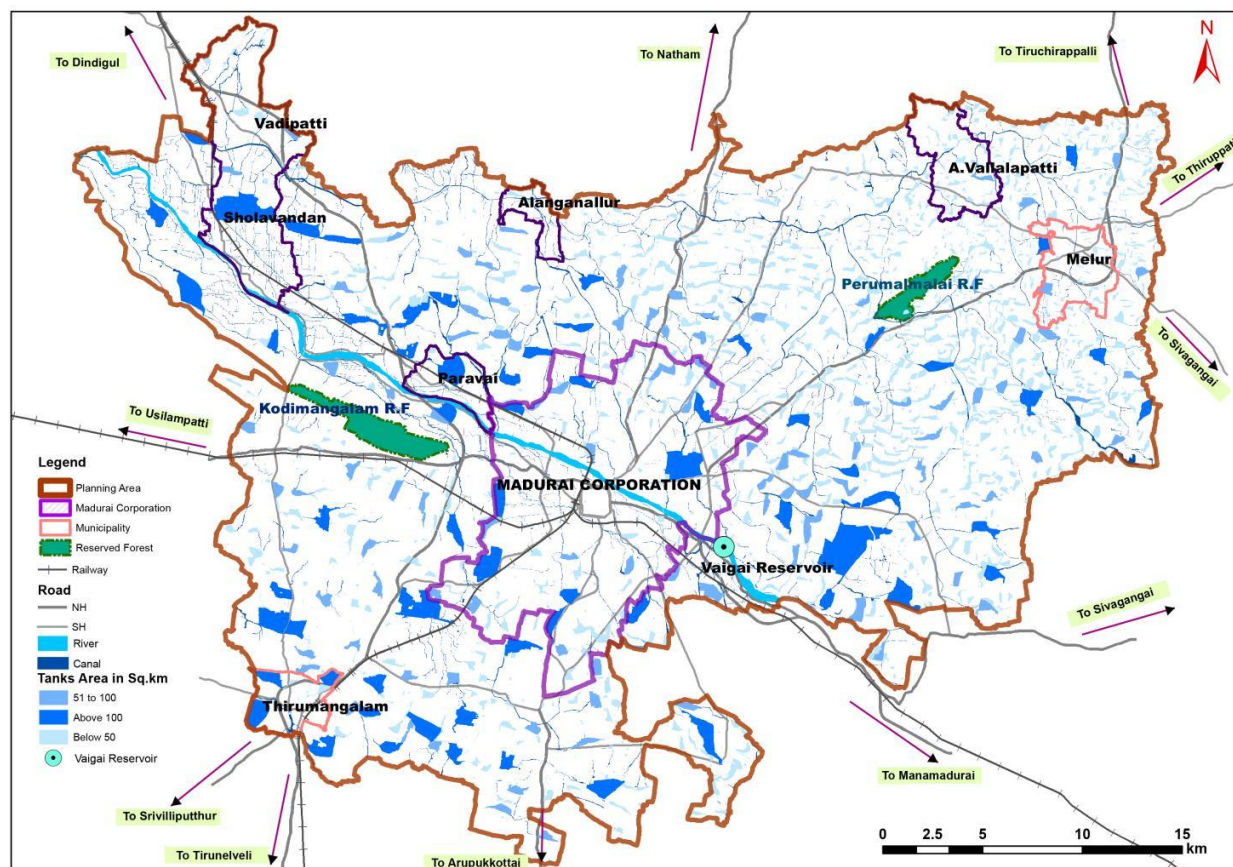 N
To Dindigul
To Natham
To Tiruchirappalli
Vadipatti
A.Vallalapatti
To Thiruppati
Sholavandan
Alanganallur
Melur
Perumalmalai R.F
To Sivagangai
Paravai
Kodimangalam R.F
To Usilampatti
MADURAI CORPORATION
Vaigai Reservoir
To Sivagangai
Thirumangalam
To Manamadurai
To Srivilliputthur
To Tirunelveli
To Arupukkottai
Legend
Planning Area
Madurai Corporation
Municipality
Reserved Forest
Railway
Road
NH
SH
River
Canal
Tanks Area in Sq.km
51 to 100
Above 100
Below 50
Vaigai Reservoir
0 2.5 5 10 15
km